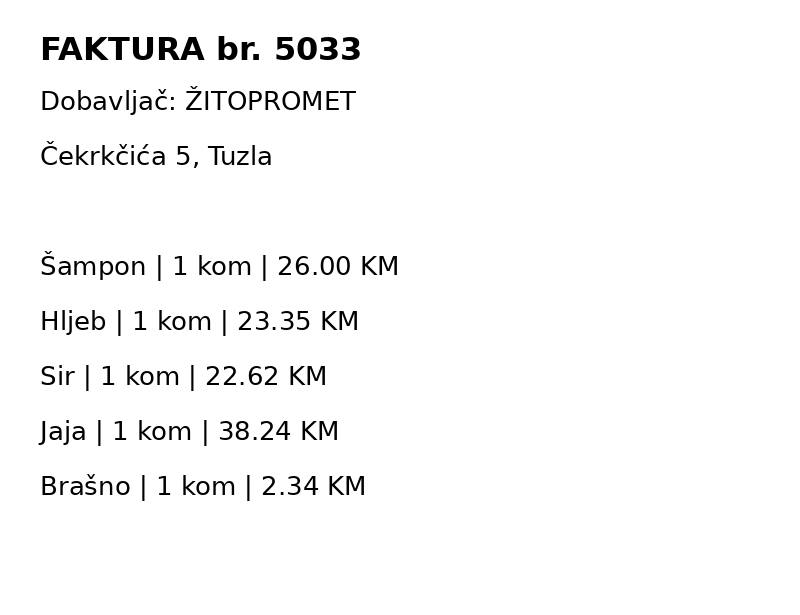 FAKTURA br. 5033
Dobavljač: ŽITOPROMET
Čekrkčića 5, Tuzla
Šampon | 1 kom | 26.00 KM
Hljeb | 1 kom | 23.35 KM
Sir | 1 kom | 22.62 KM
Jaja | 1 kom | 38.24 KM
Brašno | 1 kom | 2.34 KM